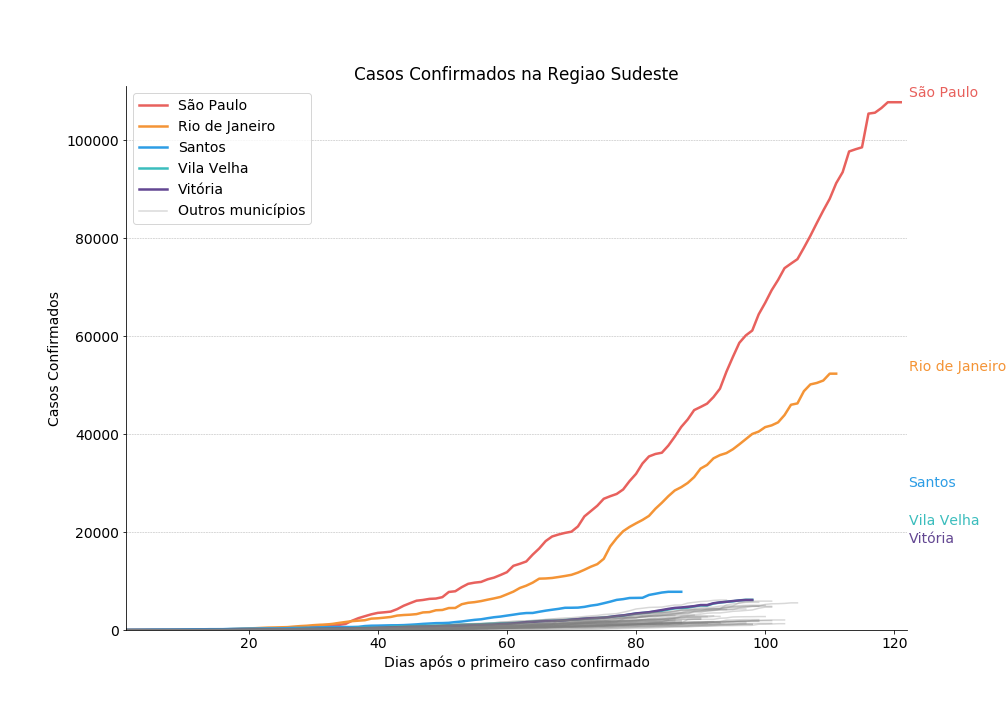 Casos Confirmados na Regiao Sudeste
São Paulo
Rio de Janeiro
Santos
Vila Velha
Vitória
Outros municípios
São Paulo
Rio de Janeiro
Santos
Vila Velha
Vitória
Casos Confirmados
100000
80000
60000
40000
20000
0
20 40 60 80 100 120
Dias após o primeiro caso confirmado